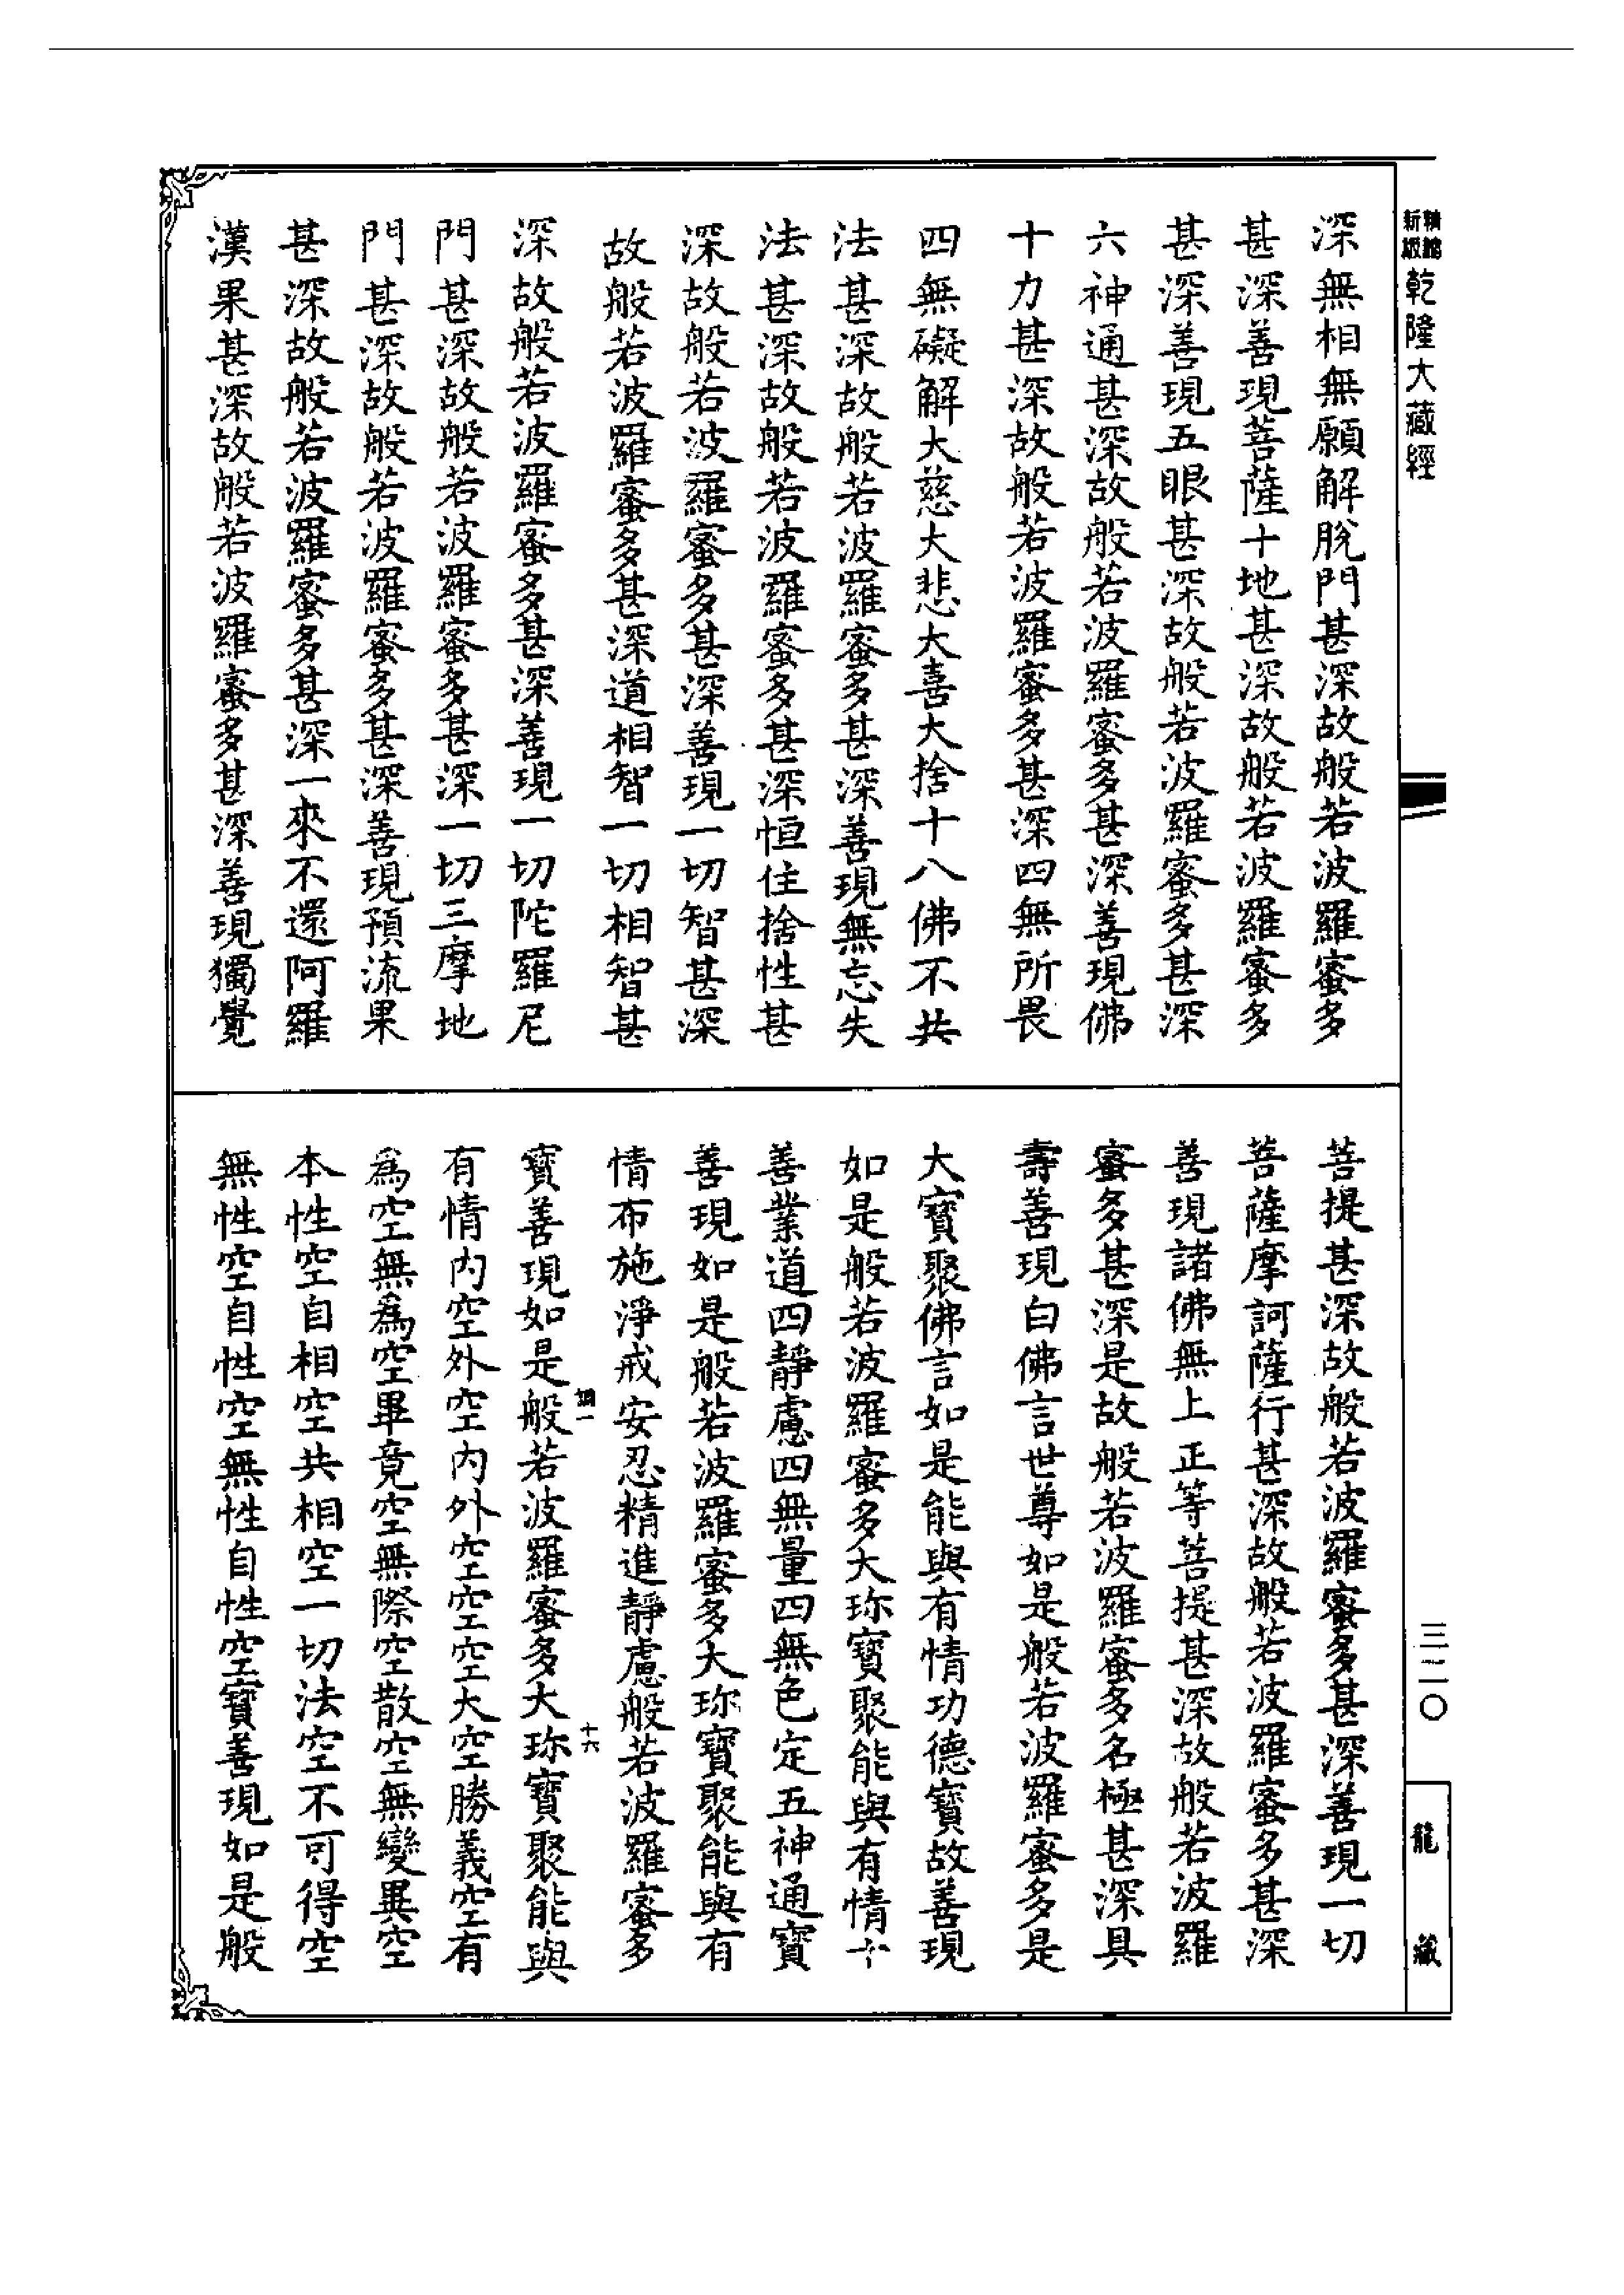 新編縮版乾隆大藏經
深無相無願解脫門甚深故般若波羅蜜多
甚深善現菩薩十地甚深故般若波羅蜜多
甚深善現五眼甚深故般若波羅蜜多甚深
六神通甚深故般若波羅蜜多甚深善現佛
十力甚深故般若波羅蜜多甚深四無所畏
四無礙解大慈大悲大喜大捨十八佛不共
法甚深故般若波羅蜜多甚深善現無忘失
法甚深故般若波羅蜜多甚深恒住捨性甚
深故般若波羅蜜多甚深善現一切智甚深
故般若波羅蜜多甚深道相智一切相智甚
深故般若波羅蜜多甚深善現一切陀羅尼
門甚深故般若波羅蜜多甚深一切三摩地
門甚深故般若波羅蜜多甚深善現預流果
甚深故般若波羅蜜多甚深一來不還阿羅
漢果甚深故般若波羅蜜多甚深善現獨覺
菩提甚深故般若波羅蜜多甚深善現一切
菩薩摩訶薩行甚深故般若波羅蜜多甚深
善現諸佛無上正等菩提甚深故般若波羅
蜜多甚深是故般若波羅蜜多名極甚深具
壽善現白佛言世尊如是般若波羅蜜多是
大寶聚佛言如是能與有情功德寶故善現
如是般若波羅蜜多大珎寶聚能與有情十
善業道四靜慮四無量四無色定五神通寶
善現如是般若波羅蜜多大珎寶聚能與有
情布施淨戒安忍精進靜慮般若波羅蜜多
十六
寶善現如是般若波羅蜜多大珎寶聚能與
有情內空外空內外空空空大空勝義空有
為空無為空畢竟空無際空散空無變異空
本性空自相空共相空一切法空不可得空
無性空自性空無性自性空寶善現如是般
三二〇
龍藏